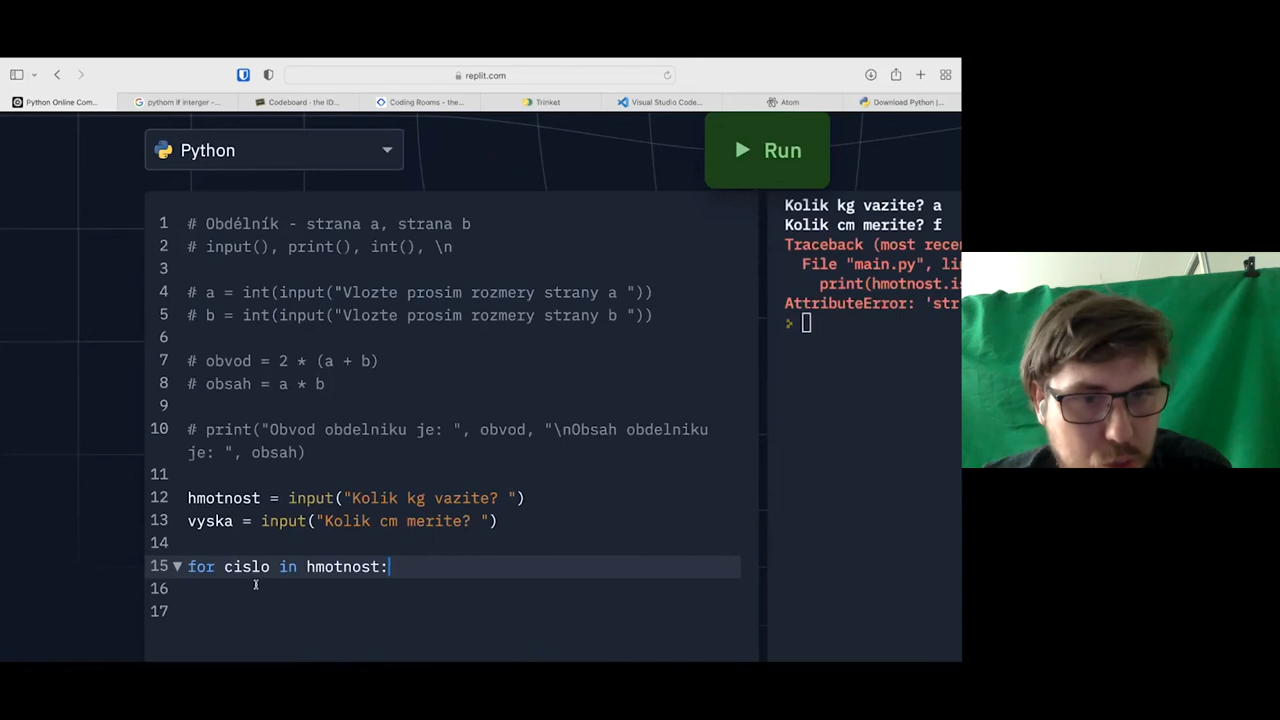 replit.com
Python Online Com...
pythom if interger -...
Codeboard - the ID...
Coding Rooms - the...
Trinket
Visual Studio Code...
Atom
Download Python |...
Python
Run
1 # Obdélník - strana a, strana b
2 # input(), print(), int(), \n
3
4 # a = int(input("Vlozte prosim rozmery strany a "))
5 # b = int(input("Vlozte prosim rozmery strany b "))
6
7 # obvod = 2 * (a + b)
8 # obsah = a * b
9
10 # print("Obvod obdelniku je: ", obvod, "\nObsah obdelniku
je: ", obsah)
11
12 hmotnost = input("Kolik kg vazite? ")
13 vyska = input("Kolik cm merite? ")
14
15 for cislo in hmotnost:
16
17
Kolik kg vazite? a
Kolik cm merite? f
Traceback (most recen
File "main.py", lin
print(hmotnost.is
AttributeError: 'str